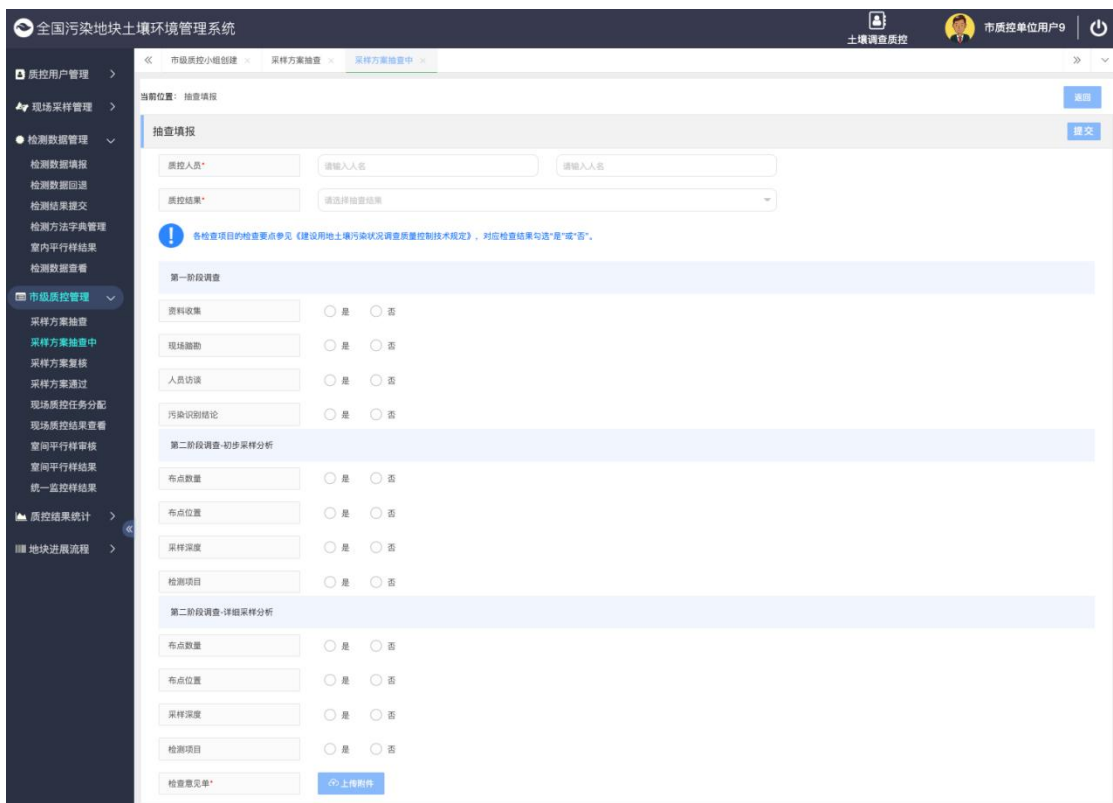 全国污染地块土壤环境管理系统
土壤调查质控
市质控单位用户9
质控用户管理
现场采样管理
检测数据管理
检测数据填报
检测数据回退
检测结果提交
检测方法字典管理
室内平行样结果
检测数据查看
市级质控管理
采样方案抽查
采样方案抽查中
采样方案复核
采样方案通过
现场质控任务分配
现场质控结果查看
室间平行样审核
室间平行样结果
统一监控样结果
质控结果统计
地块进展流程
市级质控小组创建 × 采样方案抽查 × 采样方案抽查中 ×
当前位置： 抽查填报
返回
抽查填报
提交
质控人员* 请输入人名 请输入人名
质控结果* 请选择抽查结果
各检查项目的检查要点参见《建设用地土壤污染状况调查质量控制技术规定》，对应检查结果勾选"是"或"否"。
第一阶段调查
资料收集 是 否
现场踏勘 是 否
人员访谈 是 否
污染识别结论 是 否
第二阶段调查-初步采样分析
布点数量 是 否
布点位置 是 否
采样深度 是 否
检测项目 是 否
第二阶段调查-详细采样分析
布点数量 是 否
布点位置 是 否
采样深度 是 否
检测项目 是 否
检查意见单* 上传附件